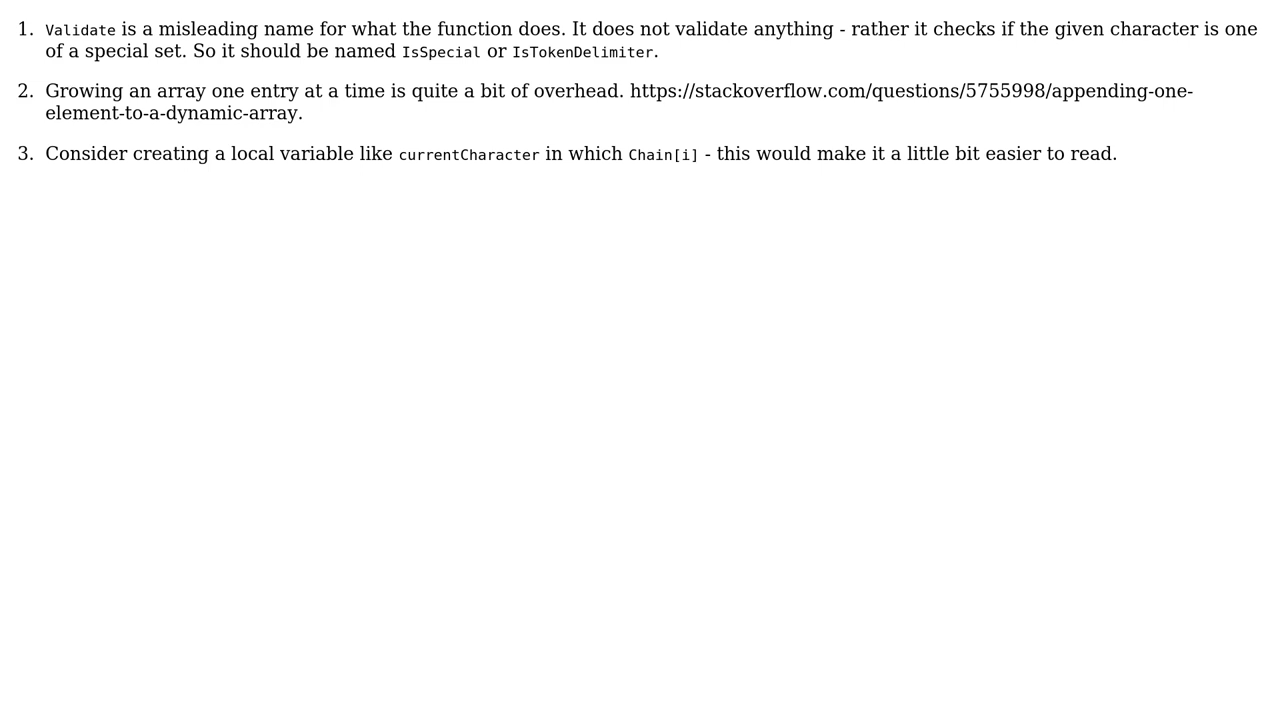 1. Validate is a misleading name for what the function does. It does not validate anything - rather it checks if the given character is one
of a special set. So it should be named IsSpecial or IsTokenDelimiter.
2. Growing an array one entry at a time is quite a bit of overhead. https://stackoverflow.com/questions/5755998/appending-one-
element-to-a-dynamic-array.
3. Consider creating a local variable like currentCharacter in which Chain[i] - this would make it a little bit easier to read.